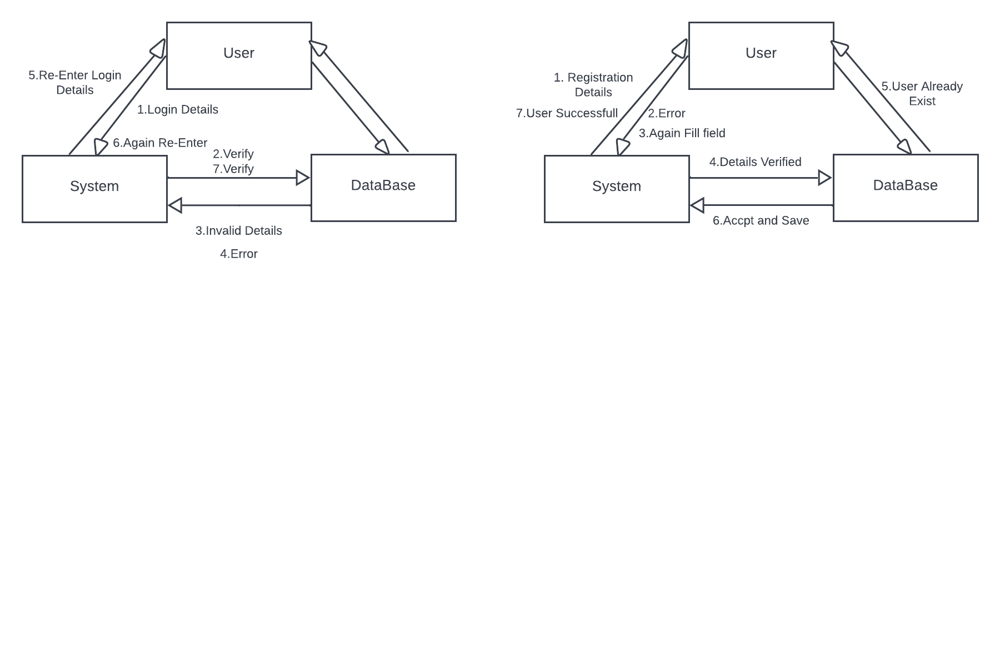 User
5.Re-Enter Login
Details
1.Login Details
6.Again Re-Enter
2.Verify
7.Verify
System
DataBase
3.Invalid Details
4.Error
User
1. Registration
Details
5.User Already
Exist
7.User Successfull
2.Error
3.Again Fill field
4.Details Verified
System
DataBase
6.Accpt and Save